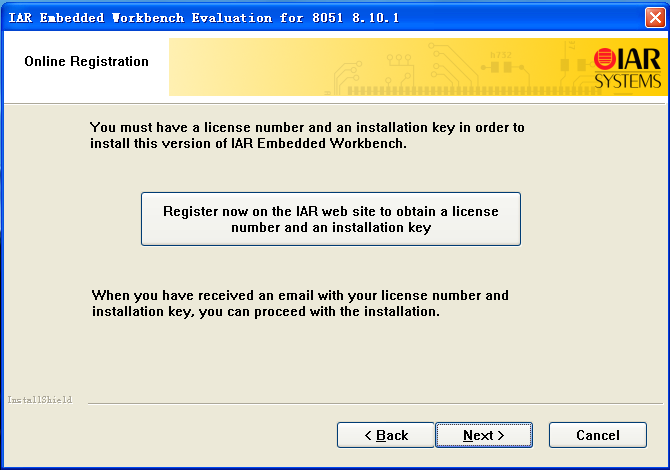 IAR Embedded Workbench Evaluation for 8051 8.10.1
Online Registration
N712
IAR
SYSTEMS
You must have a license number and an installation key in order to
install this version of IAR Embedded Workbench.
Register now on the IAR web site to obtain a license
number and an installation key
When you have received an email with your license number and
installation key, you can proceed with the installation.
InstallShield
< Back
Next >
Cancel